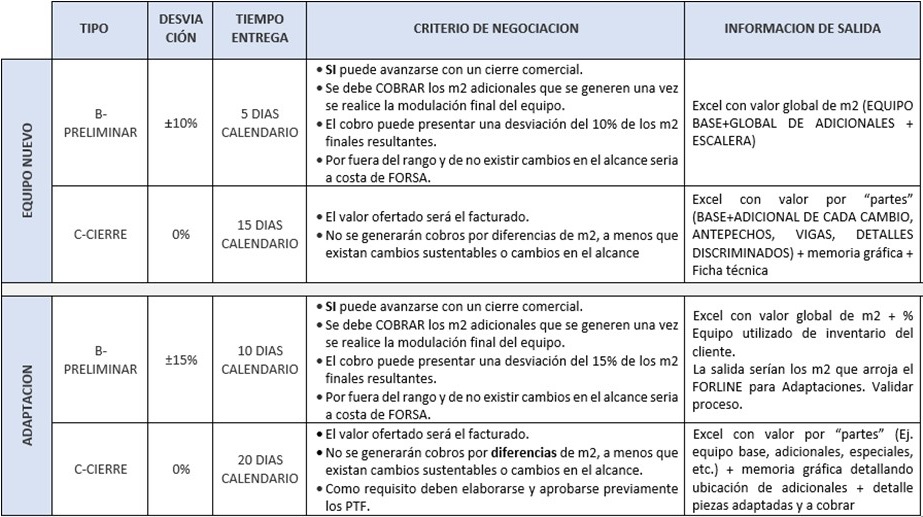 TIPO
DESVIA
CIÓN
TIEMPO
ENTREGA
CRITERIO DE NEGOCIACION
INFORMACION DE SALIDA
EQUIPO NUEVO
B-
PRELIMINAR
±10%
5 DIAS
CALENDARIO
• SI puede avanzarse con un cierre comercial.
• Se debe COBRAR los m2 adicionales que se generen una vez
se realice la modulación final del equipo.
• El cobro puede presentar una desviación del 10% de los m2
finales resultantes.
• Por fuera del rango y de no existir cambios en el alcance seria
a costa de FORSA.
Excel con valor global de m2 (EQUIPO
BASE+GLOBAL DE ADICIONALES +
ESCALERA)
C-CIERRE
0%
15 DIAS
CALENDARIO
• El valor ofertado será el facturado.
• No se generarán cobros por diferencias de m2, a menos que
existan cambios sustentables o cambios en el alcance
Excel con valor por “partes”
(BASE+ADICIONAL DE CADA CAMBIO,
ANTEPECHOS, VIGAS, DETALLES
DISCRIMINADOS) + memoria gráfica +
Ficha técnica
ADAPTACION
B-
PRELIMINAR
±15%
10 DIAS
CALENDARIO
• SI puede avanzarse con un cierre comercial.
• Se debe COBRAR los m2 adicionales que se generen una vez
se realice la modulación final del equipo.
• El cobro puede presentar una desviación del 15% de los m2
finales resultantes.
• Por fuera del rango y de no existir cambios en el alcance seria
a costa de FORSA.
Excel con valor global de m2 + %
Equipo utilizado de inventario del
cliente.
La salida serían los m2 que arroja el
FORLINE para Adaptaciones. Validar
proceso.
C-CIERRE
0%
20 DIAS
CALENDARIO
• El valor ofertado será el facturado.
• No se generarán cobros por diferencias de m2, a menos que
existan cambios sustentables o cambios en el alcance.
• Como requisito deben elaborarse y aprobarse previamente
los PTF.
Excel con valor por “partes” (Ej.
equipo base, adicionales, especiales,
etc.) + memoria gráfica detallando
ubicación de adicionales + detalle
piezas adaptadas y a cobrar